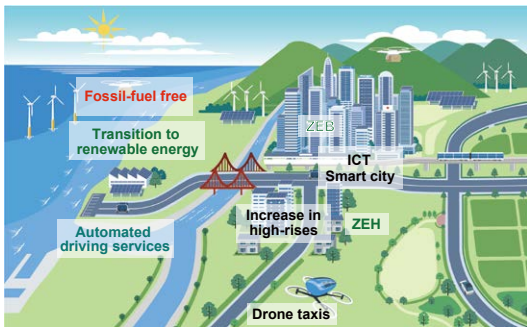 Fossil-fuel free
Transition to
renewable energy
ZEB
ICT
Smart city
Increase in
high-rises
ZEH
Automated
driving services
Drone taxis